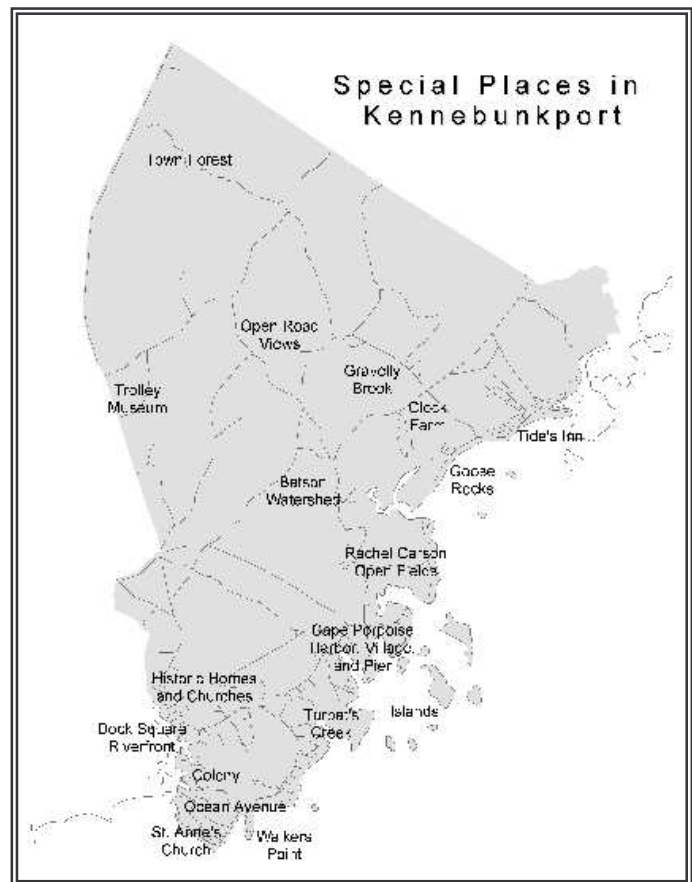 Special Places in
Kennebunkport
Town Forest
Open Road
Views
Gravelly
Brook
Trolley
Museum
Clock
Farm
Tide's Inn
Goose
Rocks
Batson
Watershed
Rachel Carson
Open Fields
Cape Porpoise
Harbor, Village,
and Pier
Historic Homes
and Churches
Islands
Turbat's
Creek
Dock Square
Riverfront
Colony
Ocean Avenue
St. Anne's
Church
Walkers
Point